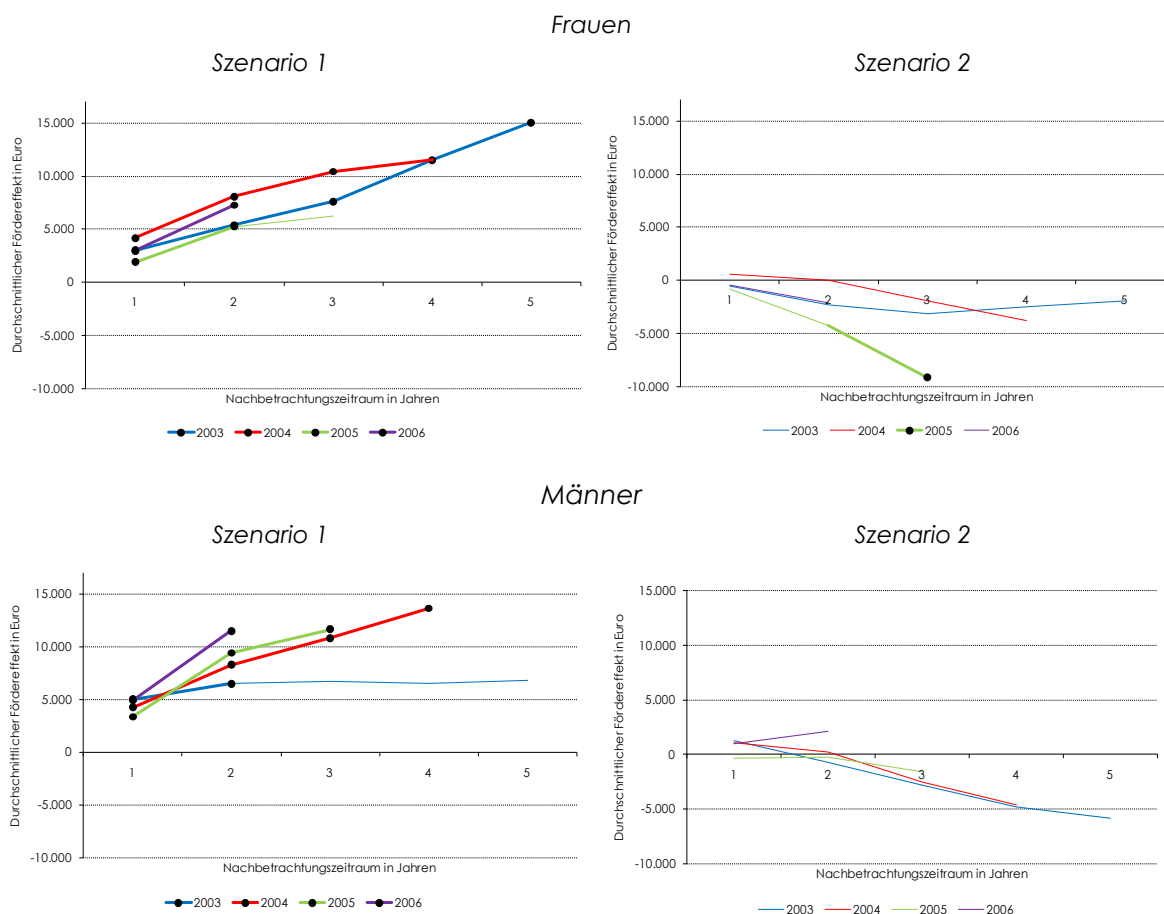 Frauen
Szenario 1
Durchschnittlicher Fördereffekt in Euro
15.000
10.000
5.000
0
-5.000
-10.000
1 2 3 4 5
Nachbetrachtungszeitraum in Jahren
2003 2004 2005 2006
Szenario 2
Durchschnittlicher Fördereffekt in Euro
15.000
10.000
5.000
0
-5.000
-10.000
1 2 3 4 5
Nachbetrachtungszeitraum in Jahren
2003 2004 2005 2006
Männer
Szenario 1
Durchschnittlicher Fördereffekt in Euro
15.000
10.000
5.000
0
-5.000
-10.000
1 2 3 4 5
Nachbetrachtungszeitraum in Jahren
2003 2004 2005 2006
Szenario 2
Durchschnittlicher Fördereffekt in Euro
15.000
10.000
5.000
0
-5.000
-10.000
1 2 3 4 5
Nachbetrachtungszeitraum in Jahren
2003 2004 2005 2006